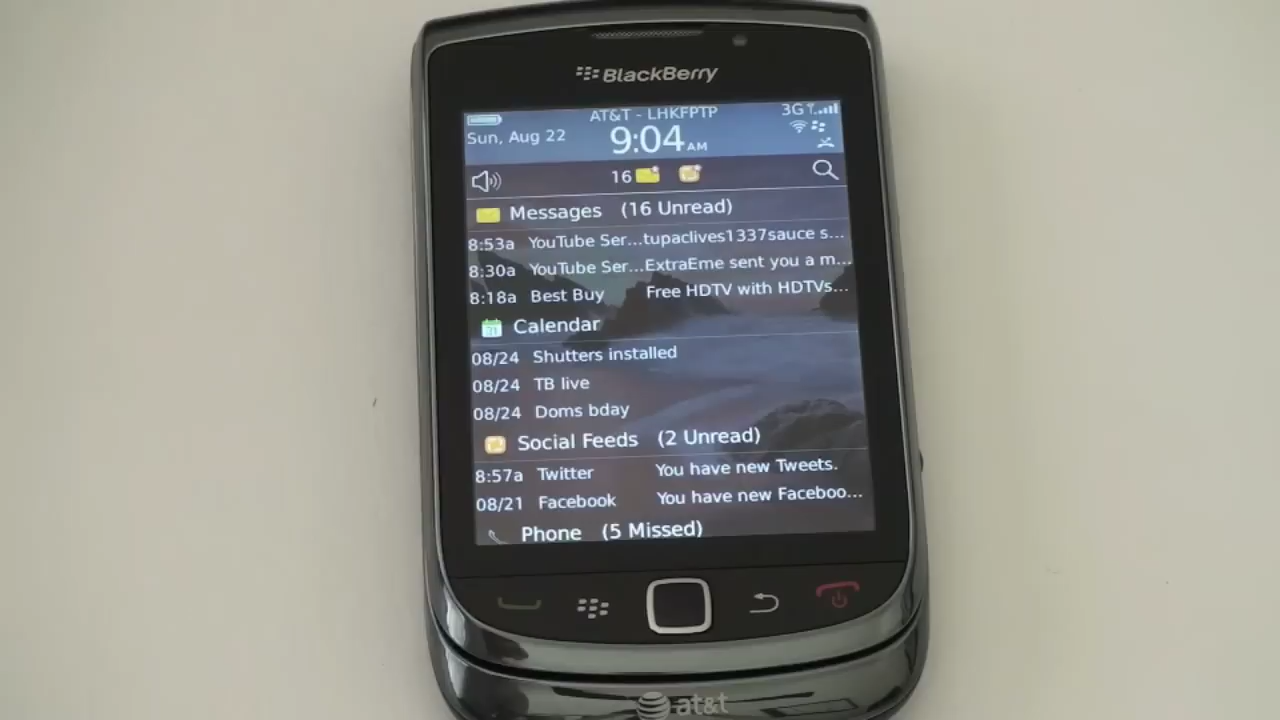 BlackBerry
AT&T - LHKFPTP
3G
Sun, Aug 22
9:04 AM
16
Messages (16 Unread)
8:53a YouTube Ser...tupaclives1337sauce s...
8:30a YouTube Ser...ExtraEme sent you a m...
8:18a Best Buy Free HDTV with HDTVs...
31 Calendar
08/24 Shutters installed
08/24 TB live
08/24 Doms bday
Social Feeds (2 Unread)
8:57a Twitter You have new Tweets.
08/21 Facebook You have new Faceboo...
Phone (5 Missed)
at&t